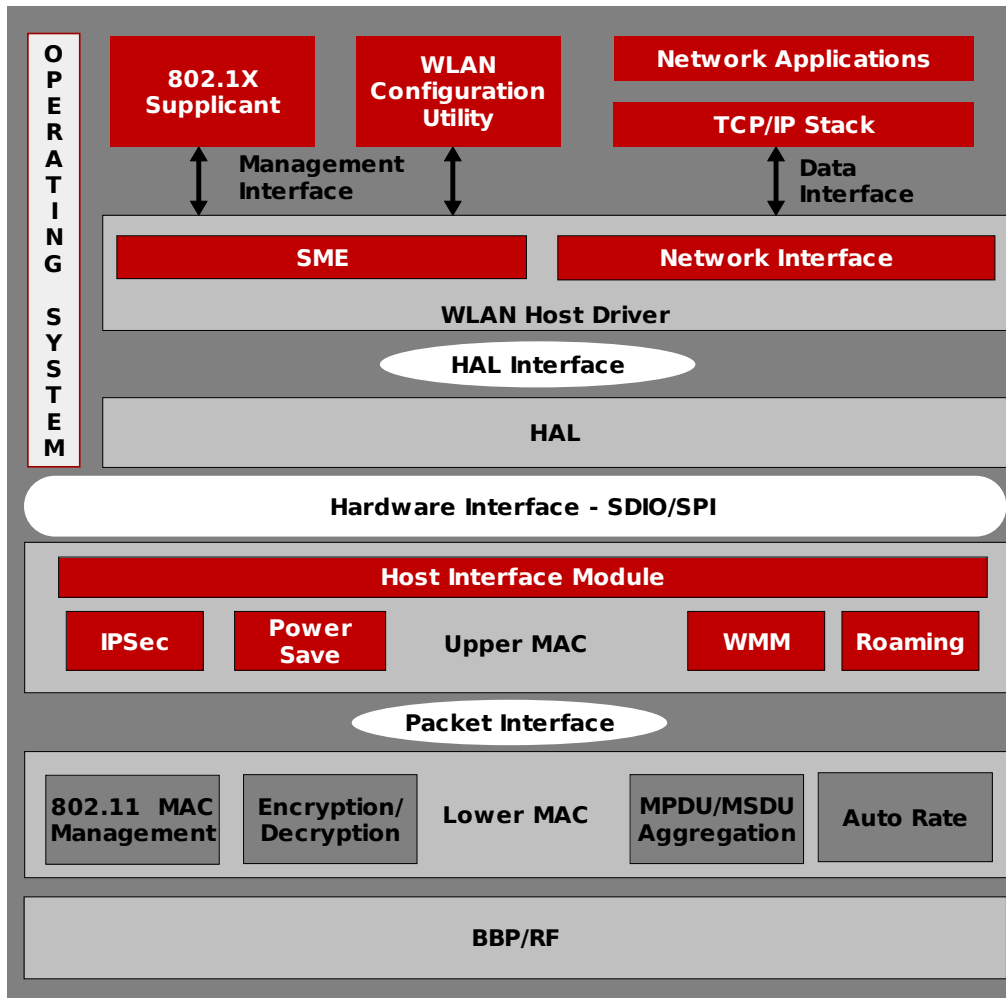 OPERATING SYSTEM
802.1X
Supplicant
WLAN
Configuration
Utility
Network Applications
TCP/IP Stack
Management
Interface
Data
Interface
SME
Network Interface
WLAN Host Driver
HAL Interface
HAL
Hardware Interface - SDIO/SPI
Host Interface Module
IPSec
Power
Save
Upper MAC
WMM
Roaming
Packet Interface
802.11 MAC
Management
Encryption/
Decryption
Lower MAC
MPDU/MSDU
Aggregation
Auto Rate
BBP/RF